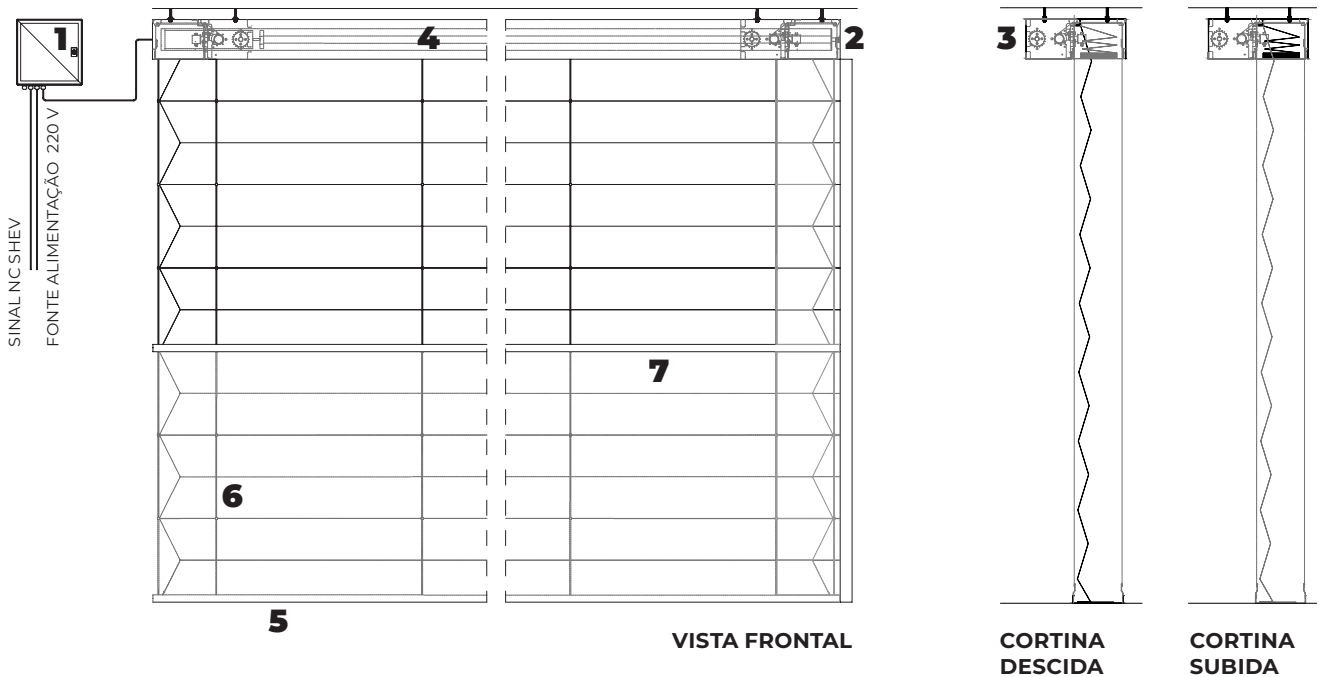 1
4
2
3
SINAL NC SHEV
FONTE ALIMENTAÇÃO 220 V
7
6
5
VISTA FRONTAL
CORTINA
DESCIDA
CORTINA
SUBIDA